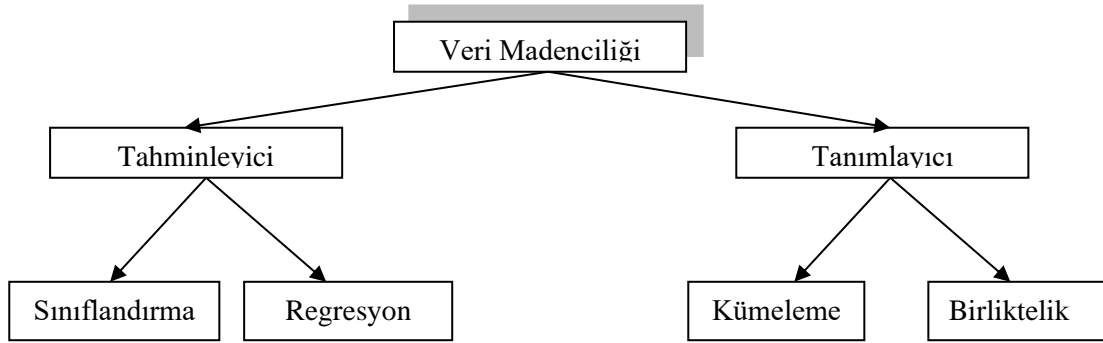 Veri Madenciliği
Tahminleyici
Tanımlayıcı
Sınıflandırma
Regresyon
Kümeleme
Birliktelik